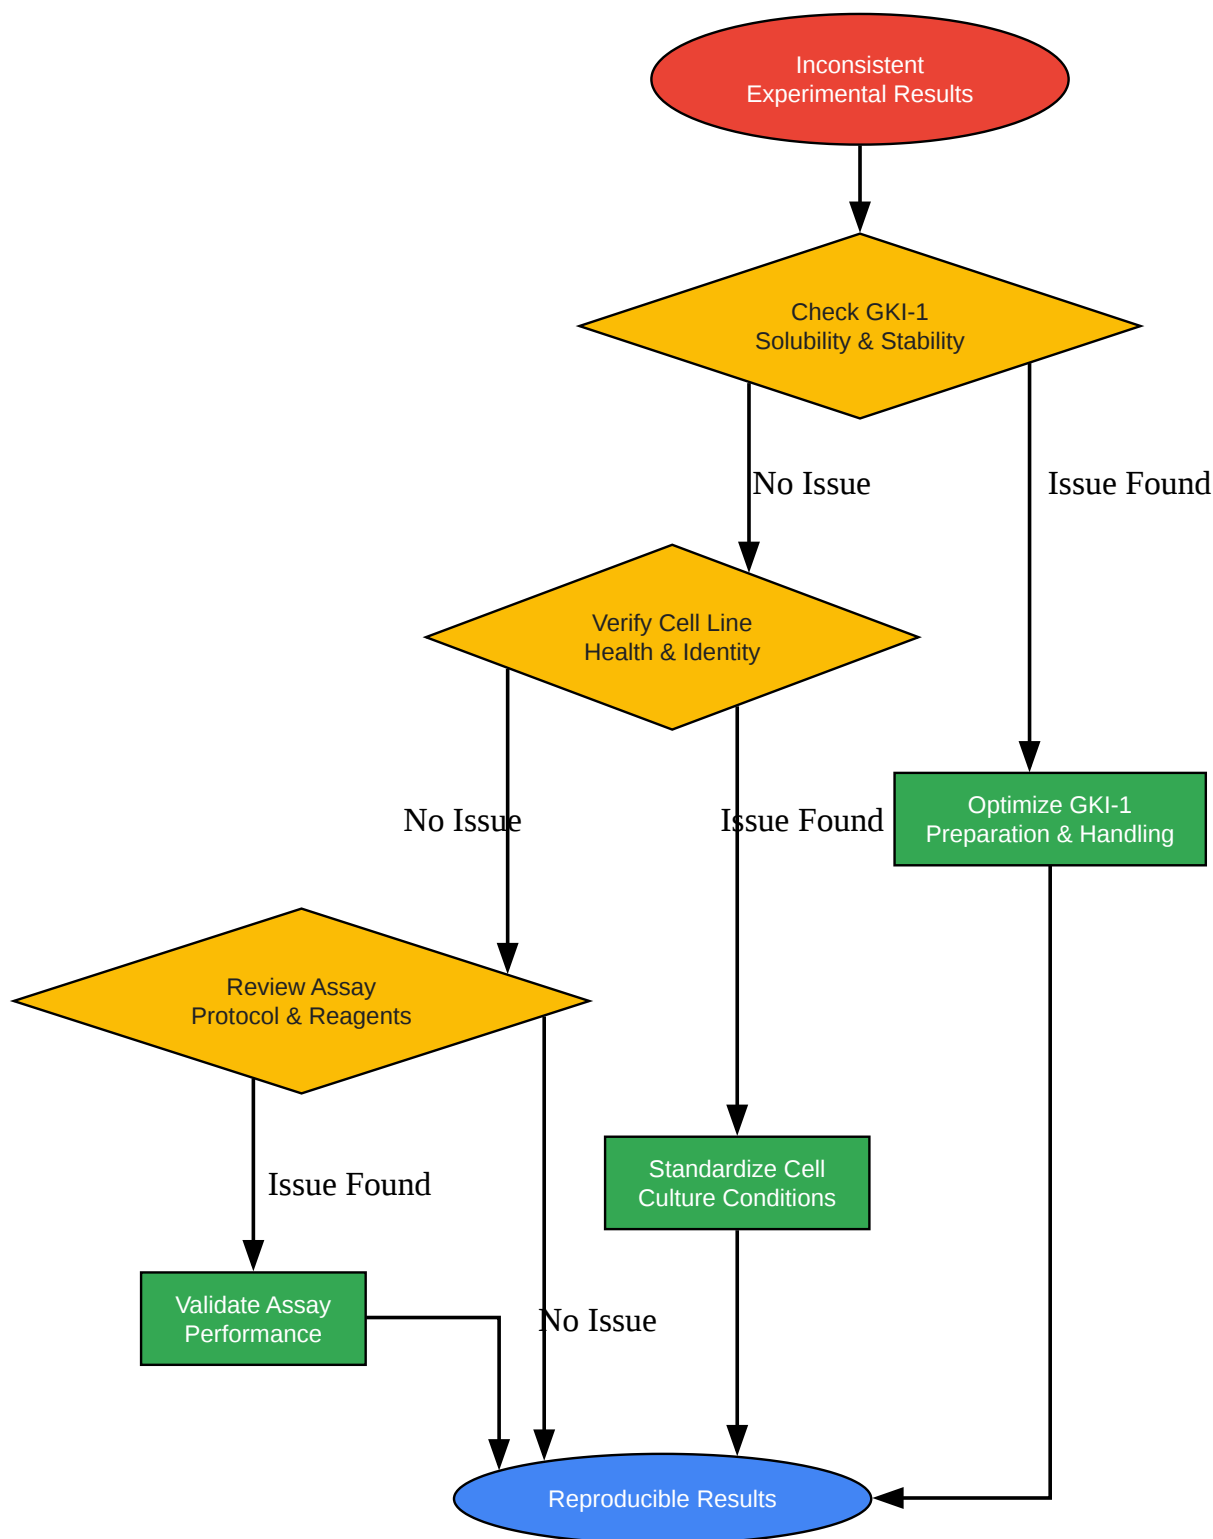 Inconsistent
Experimental Results
Check GKI-1
Solubility & Stability
No Issue
Issue Found
Verify Cell Line
Health & Identity
No Issue
Issue Found
Optimize GKI-1
Preparation & Handling
Review Assay
Protocol & Reagents
Issue Found
Standardize Cell
Culture Conditions
Validate Assay
Performance
No Issue
Reproducible Results